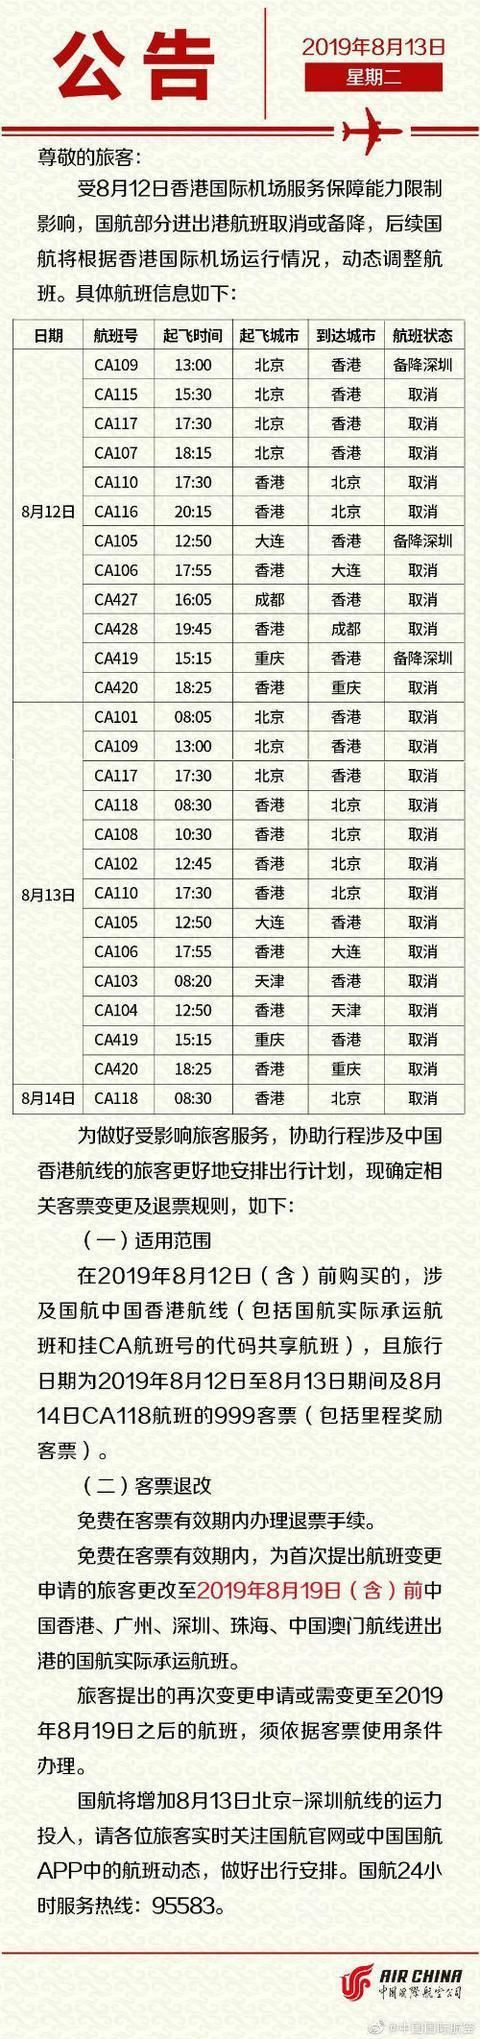 公告
2019年8月13日
星期二
尊敬的旅客：
受8月12日香港国际机场服务保障能力限制
影响，国航部分进出港航班取消或备降，后续国
航将根据香港国际机场运行情况，动态调整航
班。具体航班信息如下：
日期 航班号 起飞时间 起飞城市 到达城市 航班状态
CA109 13:00 北京 香港 备降深圳
CA115 15:30 北京 香港 取消
CA117 17:30 北京 香港 取消
CA107 18:15 北京 香港 取消
CA110 17:30 香港 北京 取消
8月12日 CA116 20:15 香港 北京 取消
CA105 12:50 大连 香港 备降深圳
CA106 17:55 香港 大连 取消
CA427 16:05 成都 香港 取消
CA428 19:45 香港 成都 取消
CA419 15:15 重庆 香港 备降深圳
CA420 18:25 香港 重庆 取消
CA101 08:05 北京 香港 取消
CA109 13:00 北京 香港 取消
CA117 17:30 北京 香港 取消
CA118 08:30 香港 北京 取消
CA108 10:30 香港 北京 取消
CA102 12:45 香港 北京 取消
8月13日 CA110 17:30 香港 北京 取消
CA105 12:50 大连 香港 取消
CA106 17:55 香港 大连 取消
CA103 08:20 天津 香港 取消
CA104 12:50 香港 天津 取消
CA419 15:15 重庆 香港 取消
CA420 18:25 香港 重庆 取消
8月14日 CA118 08:30 香港 北京 取消
为做好受影响旅客服务，协助行程涉及中国
香港航线的旅客更好地安排出行计划，现确定相
关客票变更及退票规则，如下：
（一）适用范围
在2019年8月12日（含）前购买的，涉
及国航中国香港航线（包括国航实际承运航
班和挂CA航班号的代码共享航班），且旅行
日期为2019年8月12日至8月13日期间及8月
14日CA118航班的999客票（包括里程奖励
客票）。
（二）客票退改
免费在客票有效期内办理退票手续。
免费在客票有效期内，为首次提出航班变更
申请的旅客更改至2019年8月19日（含）前中
国香港、广州、深圳、珠海、中国澳门航线进出
港的国航实际承运航班。
旅客提出的再次变更申请或需变更至2019
年8月19日之后的航班，须依据客票使用条件
办理。
国航将增加8月13日北京-深圳航线的运力
投入，请各位旅客实时关注国航官网或中国国航
APP中的航班动态，做好出行安排。国航24小
时服务热线：95583。
AIR CHINA
中国国际航空公司
@中国国际航空